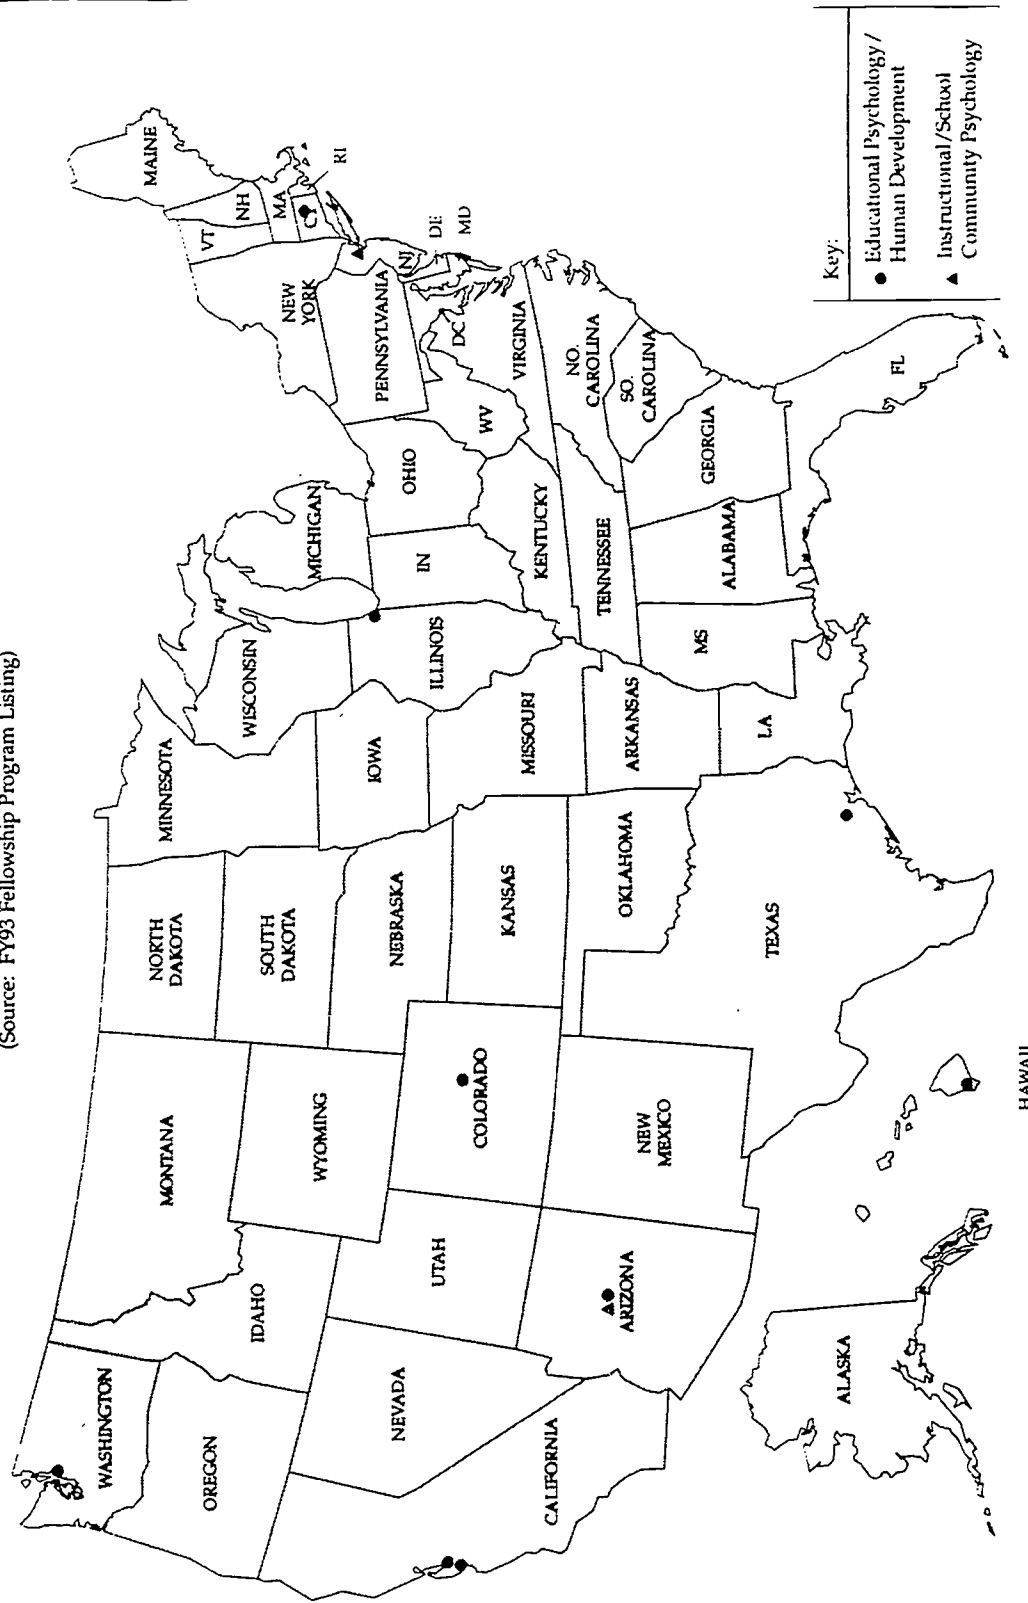 (Source: FY93 Fellowship Program Listing)
WASHINGTON
OREGON
CALIFORNIA
NEVADA
IDAHO
MONTANA
WYOMING
UTAH
ARIZONA
COLORADO
NEW
MEXICO
NORTH
DAKOTA
SOUTH
DAKOTA
NEBRASKA
KANSAS
OKLAHOMA
TEXAS
MINNESOTA
IOWA
MISSOURI
ARKANSAS
LA
WISCONSIN
ILLINOIS
MICHIGAN
IN
OHIO
KENTUCKY
TENNESSEE
MS
ALABAMA
GEORGIA
FL
SO.
CAROLINA
NO.
CAROLINA
VIRGINIA
WV
DC
PENNSYLVANIA
NEW
YORK
VT
NH
MAINE
MA
CY
RI
NJ
DE
MD
ALASKA
HAWAII
Key:
Educational Psychology/
Human Development
Instructional/School
Community Psychology